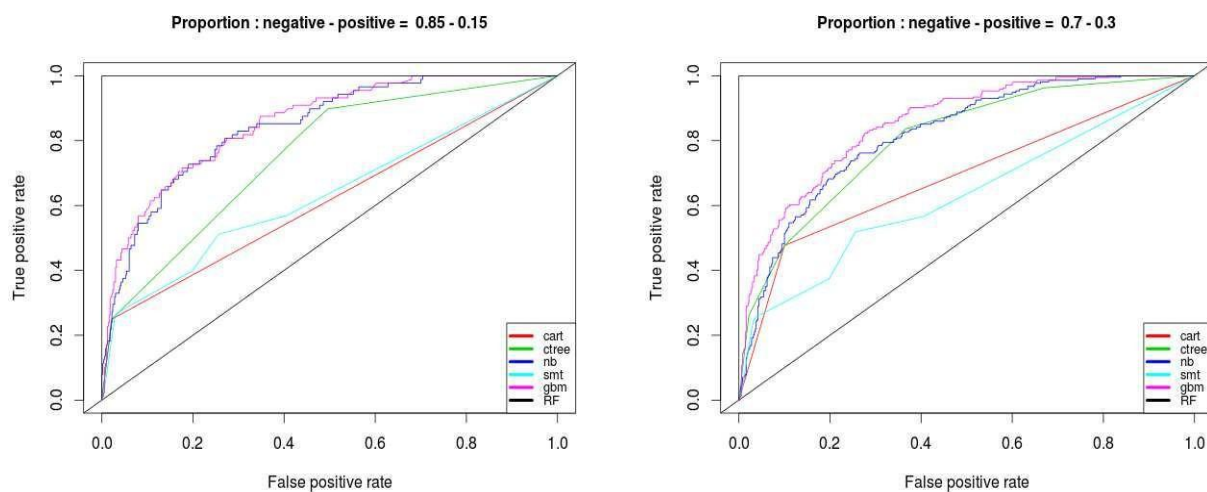 Proportion : negative - positive = 0.85 - 0.15
True positive rate
1.0
0.8
0.6
0.4
0.2
0.0
cart
ctree
nb
smt
gbm
RF
0.0 0.2 0.4 0.6 0.8 1.0
False positive rate
Proportion : negative - positive = 0.7 - 0.3
True positive rate
1.0
0.8
0.6
0.4
0.2
0.0
cart
ctree
nb
smt
gbm
RF
0.0 0.2 0.4 0.6 0.8 1.0
False positive rate